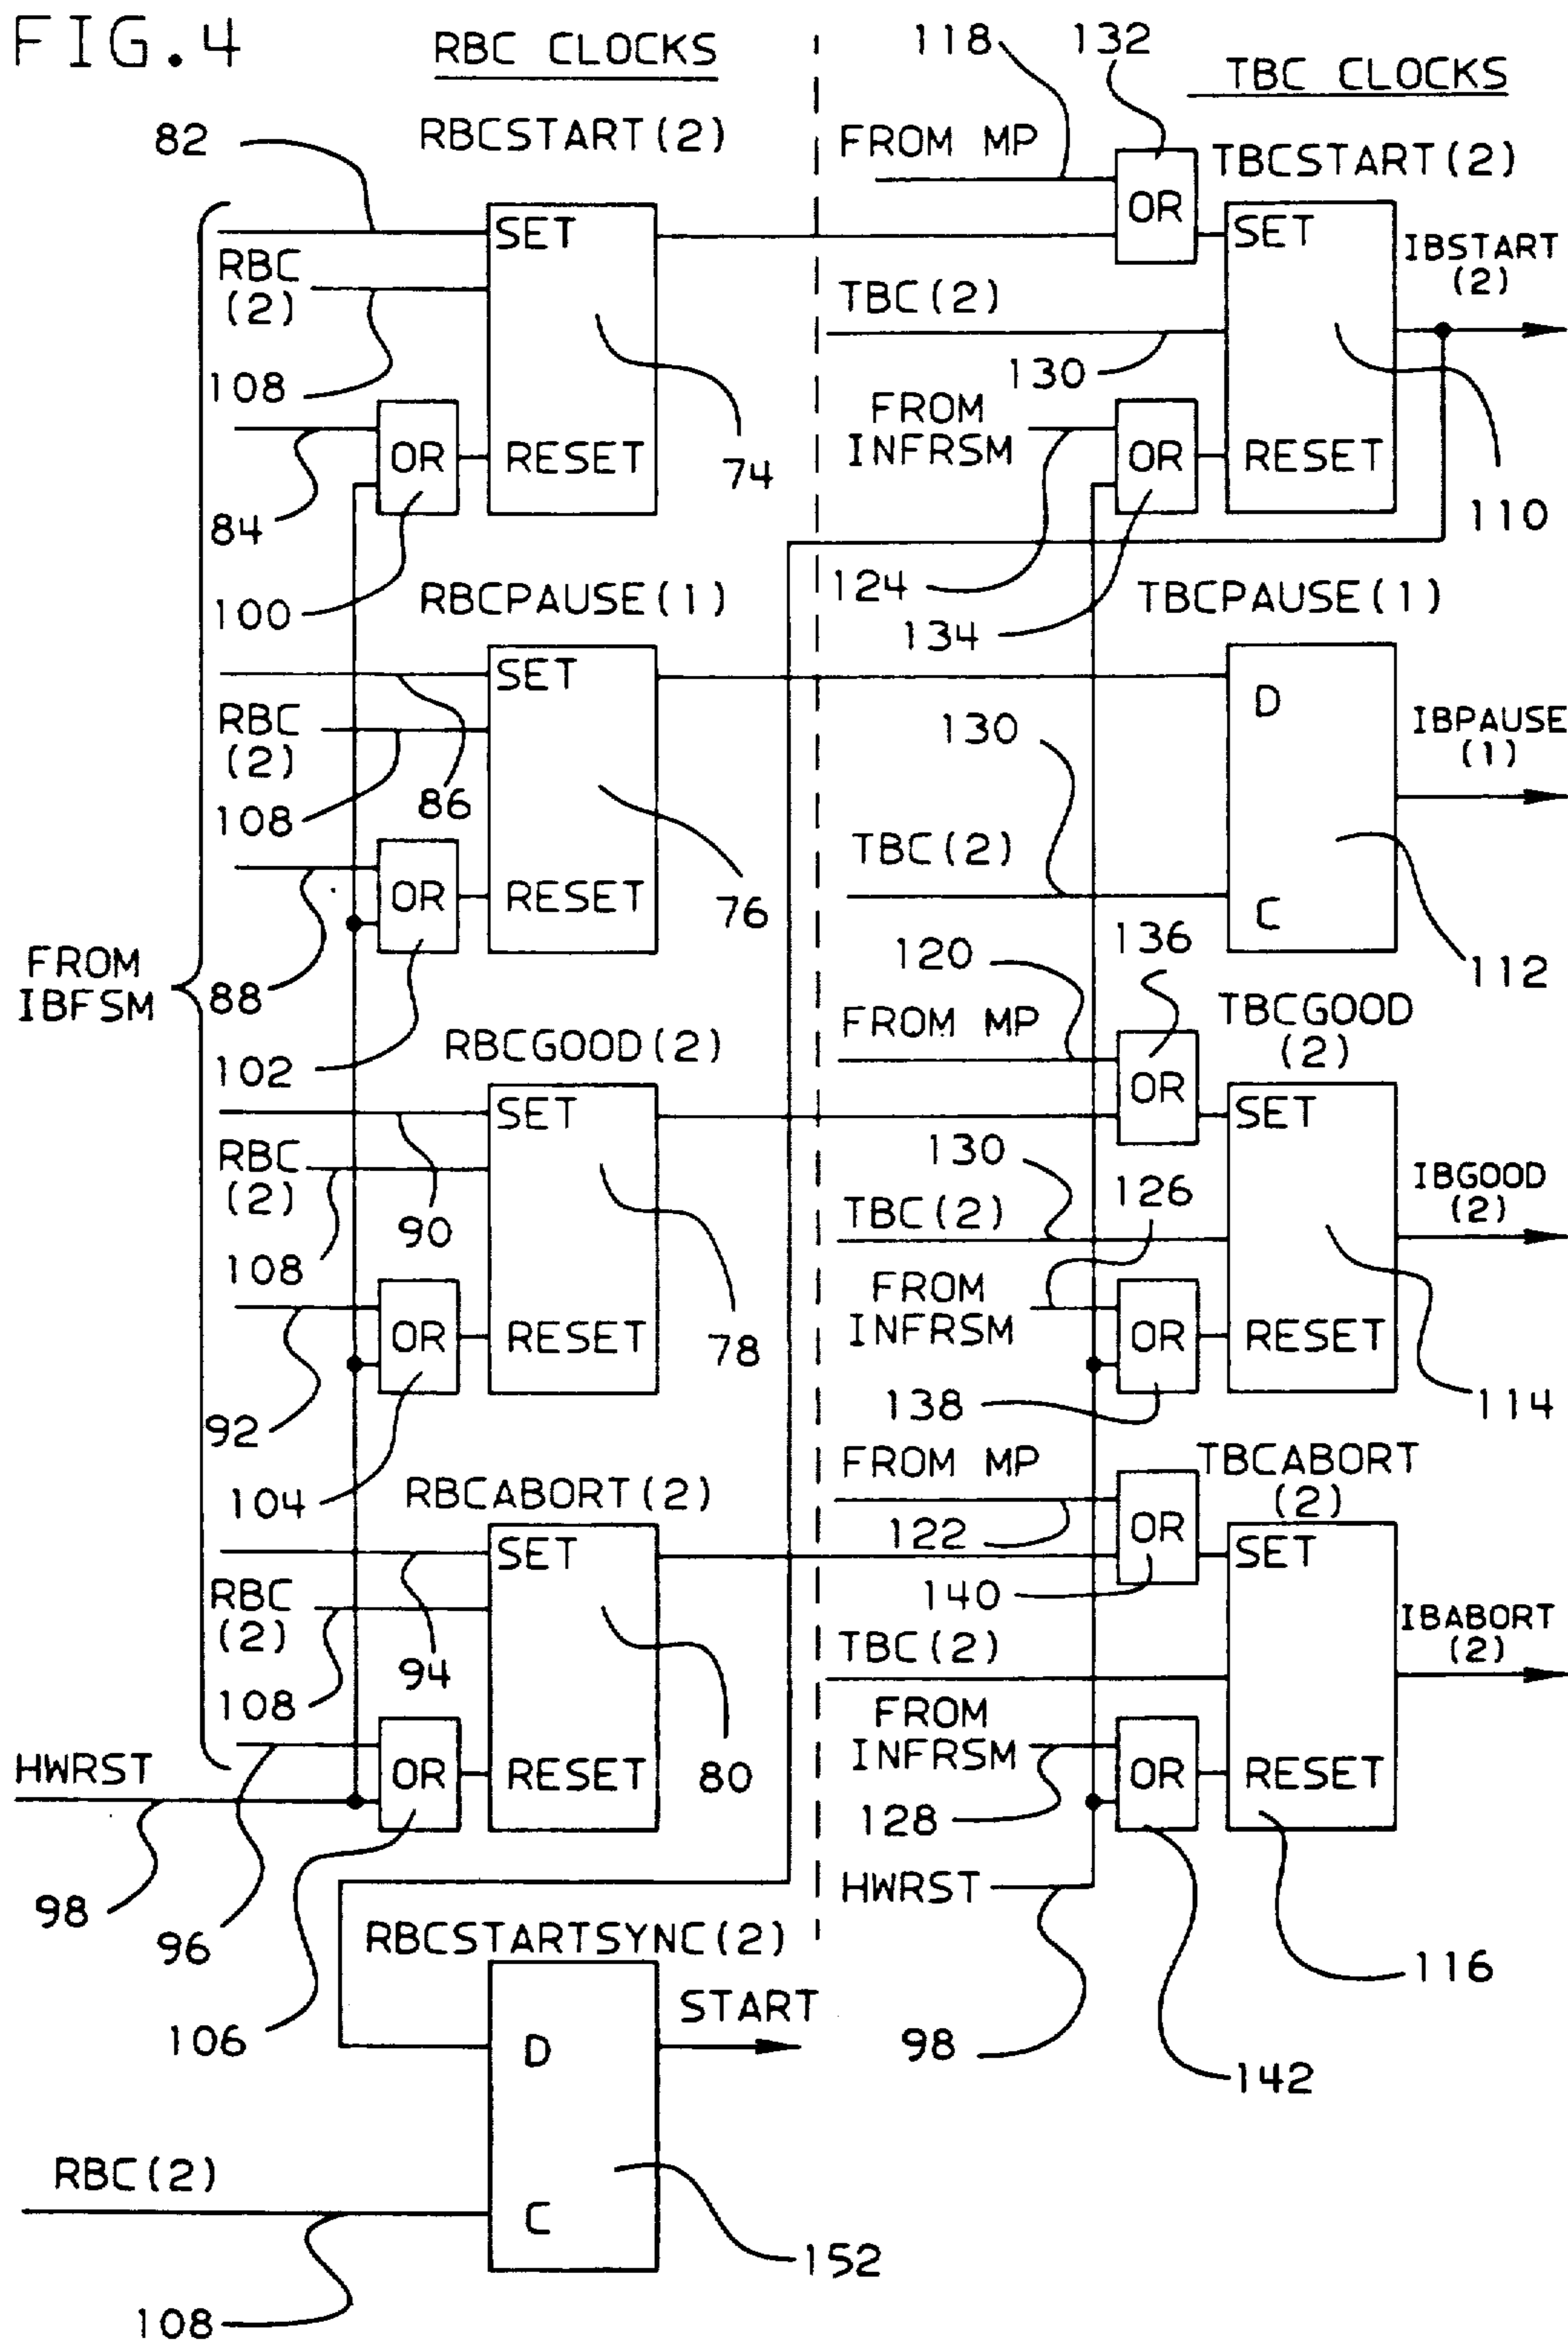 FIG.4
RBC CLOCKS
TBC CLOCKS
118
132
82
RBCSTART(2)
FROM MP
TBCSTART(2)
OR
SET
SET
IBSTART
(2)
RBC
(2)
TBC(2)
108
130
FROM
INFRSM
OR
RESET
74
OR
RESET
84
110
100
RBCPAUSE(1)
124
TBCPAUSE(1)
134
SET
D
RBC
(2)
130
IBPAUSE
(1)
86
108
TBC(2)
OR
RESET
76
C
136
FROM
IBFSM
88
120
112
FROM MP
TBCGOOD
(2)
102
RBCGOOD(2)
OR
SET
SET
RBC
(2)
130
126
IBGOOD
(2)
90
TBC(2)
108
FROM
INFRSM
OR
RESET
78
OR
RESET
92
138
114
FROM MP
TBCABORT
(2)
104
RBCABORT(2)
122
OR
SET
SET
RBC
(2)
140
IBABORT
(2)
94
TBC(2)
108
FROM
INFRSM
HWRST
OR
RESET
80
OR
RESET
128
98
96
HWRST
RBCSTARTSYNC(2)
116
START
106
D
98
142
RBC(2)
C
152
108